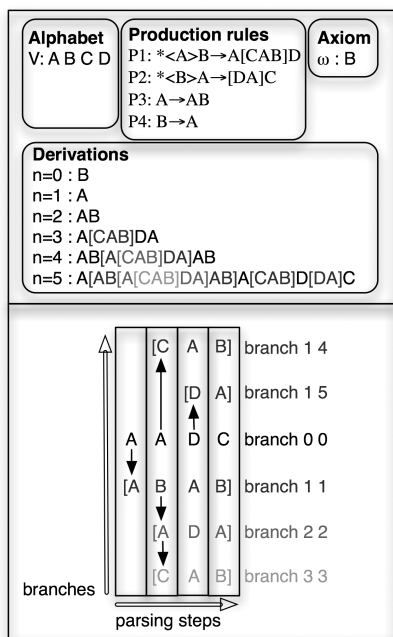 Alphabet
V: A B C D
Production rules
P1: *<A>B→A[CAB]D
P2: *<B>A→[DA]C
P3: A→AB
P4: B→A
Axiom
ω : B
Derivations
n=0 : B
n=1 : A
n=2 : AB
n=3 : A[CAB]DA
n=4 : AB[A[CAB]DA]AB
n=5 : A[AB[A[CAB]DA]AB]A[CAB]D[DA]C
[C A B] branch 1 4
[D A] branch 1 5
A A D C branch 0 0
[A B A B] branch 1 1
[A D A] branch 2 2
[C A B] branch 3 3
branches
parsing steps